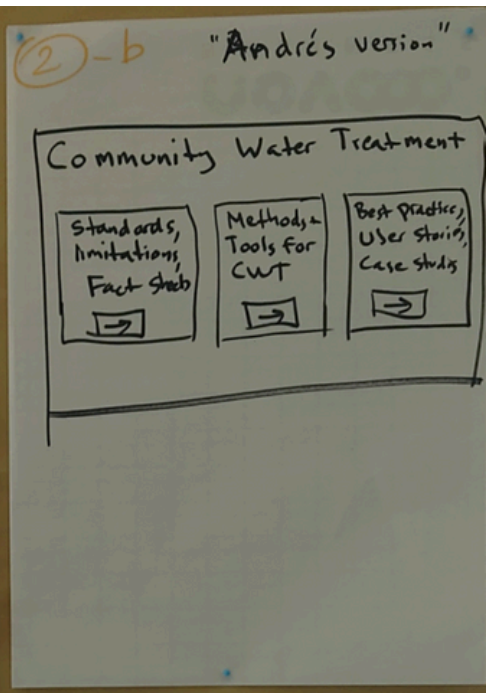 ②-b
"Andrés version"
Community Water Treatment
Standards,
limitations,
Fact Sheets
→
Methods +
Tools For
CWT
→
Best practice,
User Stories,
Case Studies
→